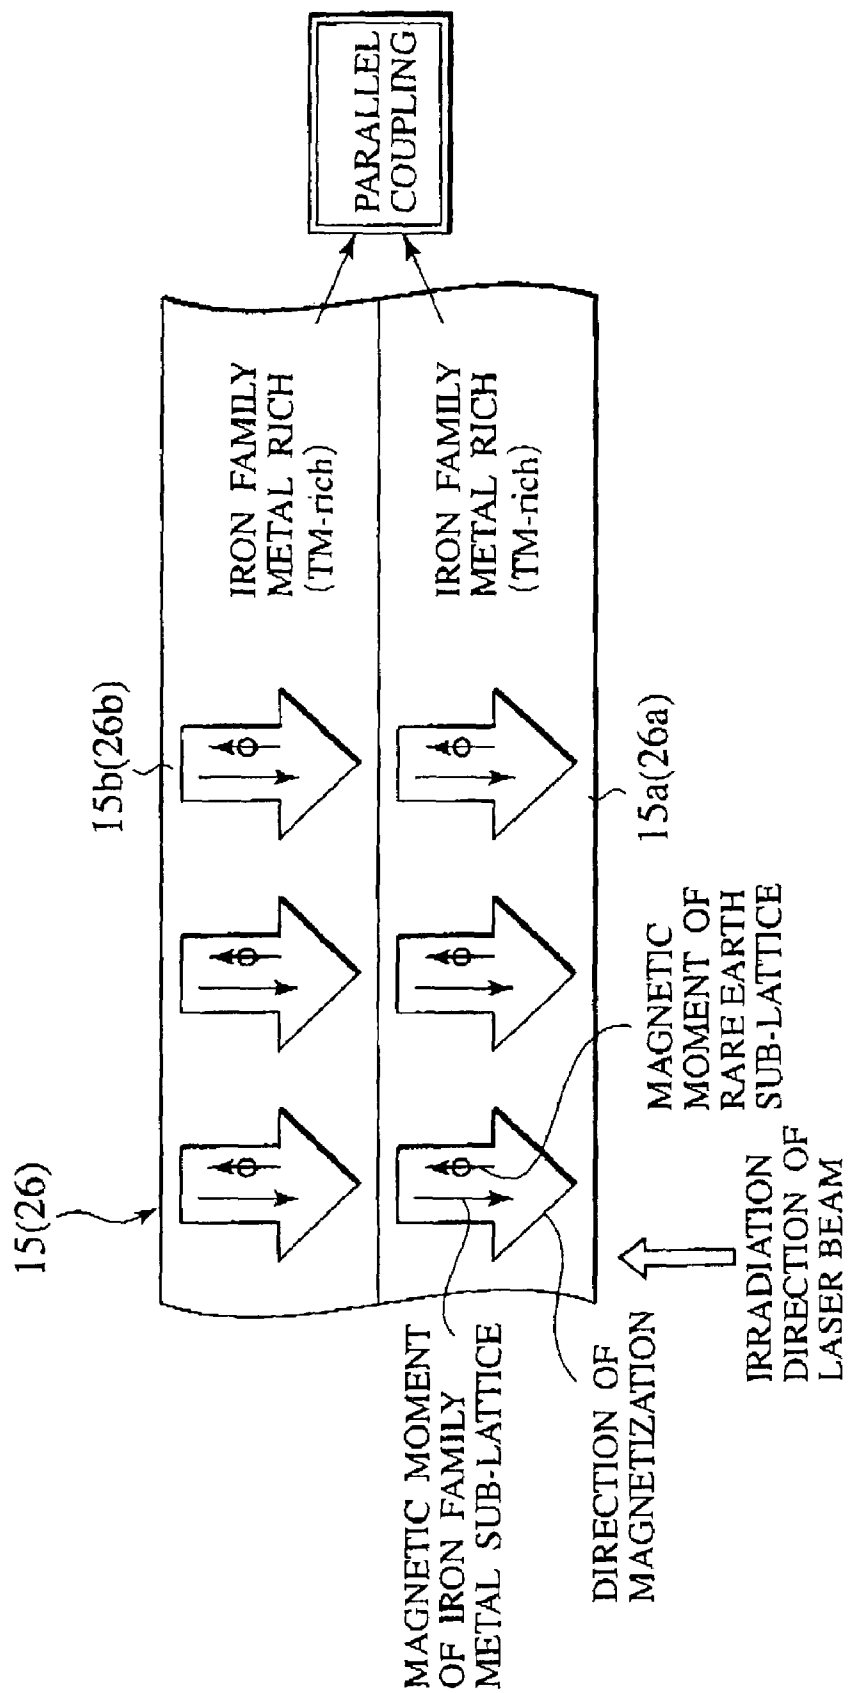 15(26)
15b(26b)
IRON FAMILY
METAL RICH
(TM-rich)
PARALLEL
COUPLING
IRON FAMILY
METAL RICH
(TM-rich)
15a(26a)
MAGNETIC MOMENT
OF IRON FAMILY
METAL SUB-LATTICE
DIRECTION OF
MAGNETIZATION
MAGNETIC
MOMENT OF
RARE EARTH
SUB-LATTICE
IRRADIATION
DIRECTION OF
LASER BEAM